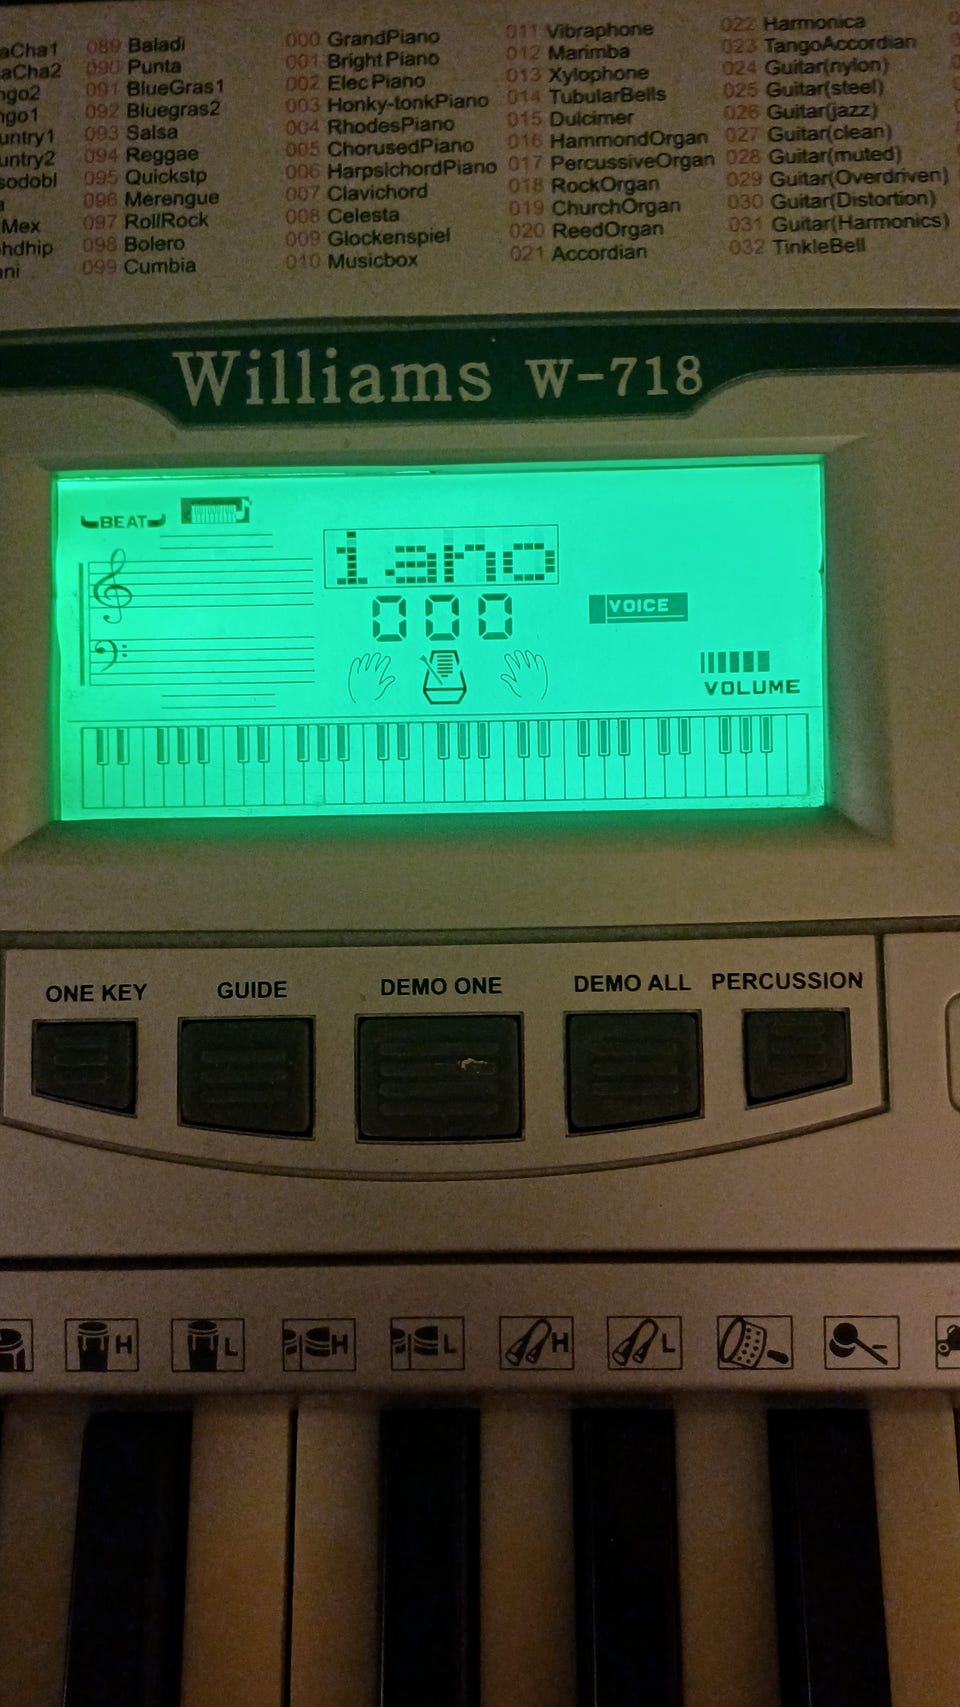 aCha1
aCha2
ngo2
ngo1
untry1
untry2
sodobl
a
Mex
ohdhip
ani
089 Baladi
090 Punta
091 BlueGras1
092 Bluegras2
093 Salsa
094 Reggae
095 Quickstp
096 Merengue
097 RollRock
098 Bolero
099 Cumbia
000 GrandPiano
001 BrightPiano
002 ElecPiano
003 Honky-tonkPiano
004 RhodesPiano
005 ChorusedPiano
006 HarpsichordPiano
007 Clavichord
008 Celesta
009 Glockenspiel
010 Musicbox
011 Vibraphone
012 Marimba
013 Xylophone
014 TubularBells
015 Dulcimer
016 HammondOrgan
017 PercussiveOrgan
018 RockOrgan
019 ChurchOrgan
020 ReedOrgan
021 Accordian
022 Harmonica
023 TangoAccordian
024 Guitar(nylon)
025 Guitar(steel)
026 Guitar(jazz)
027 Guitar(clean)
028 Guitar(muted)
029 Guitar(Overdriven)
030 Guitar(Distortion)
031 Guitar(Harmonics)
032 TinkleBell
Williams W-718
BEAT
iano
000
VOICE
VOLUME
ONE KEY
GUIDE
DEMO ONE
DEMO ALL
PERCUSSION
H
L
H
L
H
L